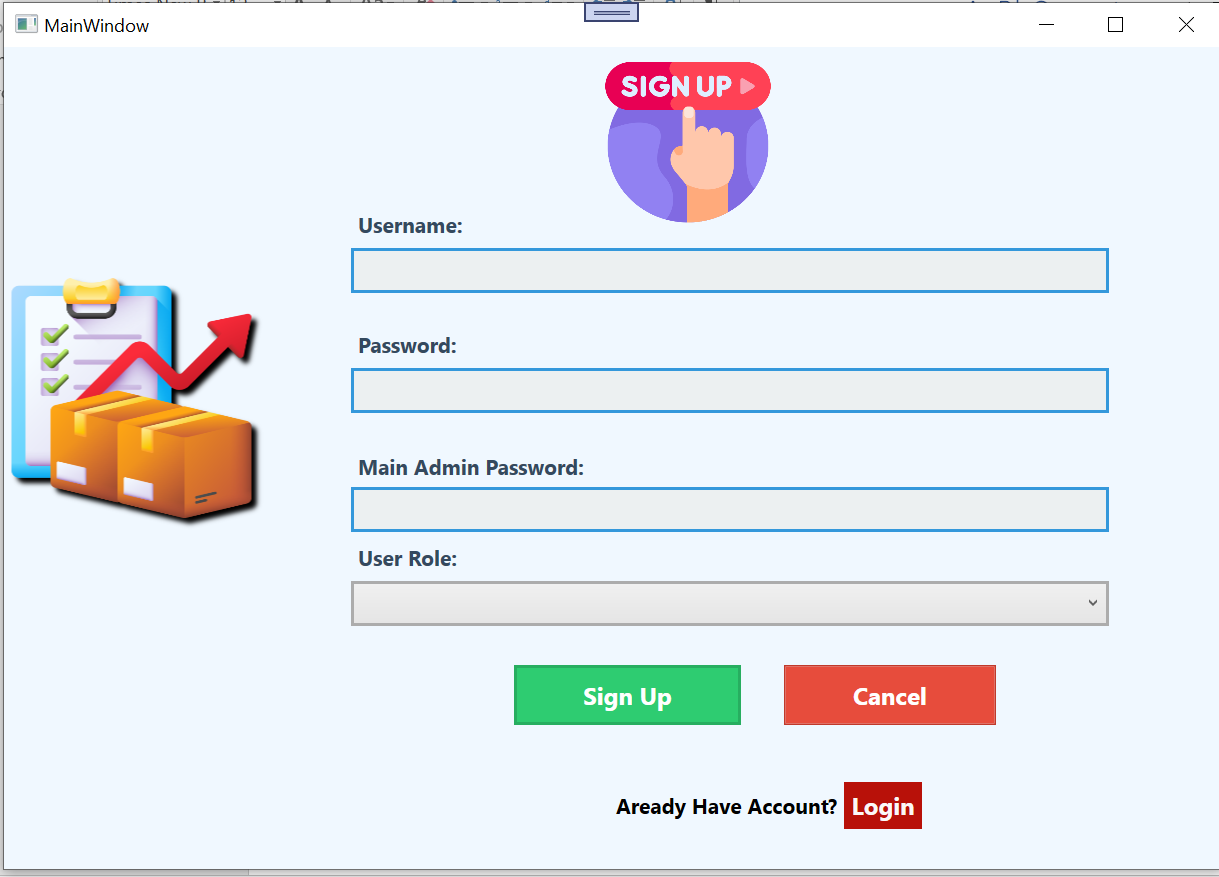 MainWindow
SIGN UP
Username:
Password:
Main Admin Password:
User Role:
Sign Up
Cancel
Aready Have Account?
Login